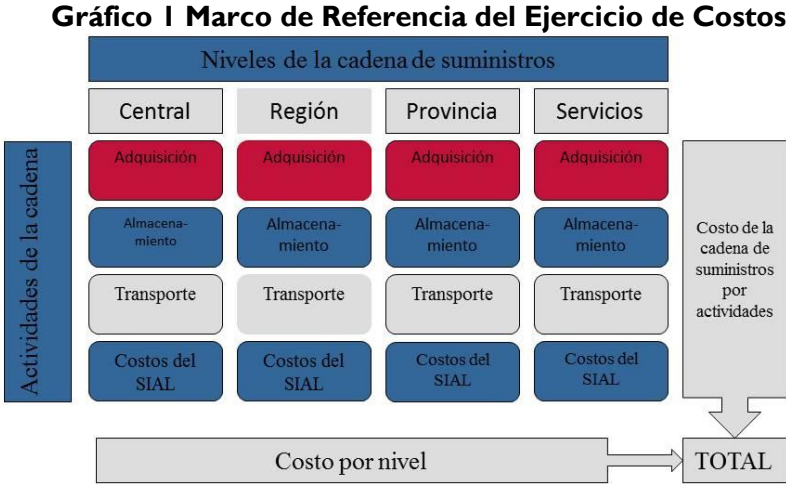 Gráfico 1 Marco de Referencia del Ejercicio de Costos
Niveles de la cadena de suministros
Central
Región
Provincia
Servicios
Actividades de la cadena
Adquisición
Adquisición
Adquisición
Adquisición
Almacena-
miento
Almacena-
miento
Almacena-
miento
Almacena-
miento
Transporte
Transporte
Transporte
Transporte
Costos del
SIAL
Costos del
SIAL
Costos del
SIAL
Costos del
SIAL
Costo de la
cadena de
suministros
por
actividades
Costo por nivel
TOTAL